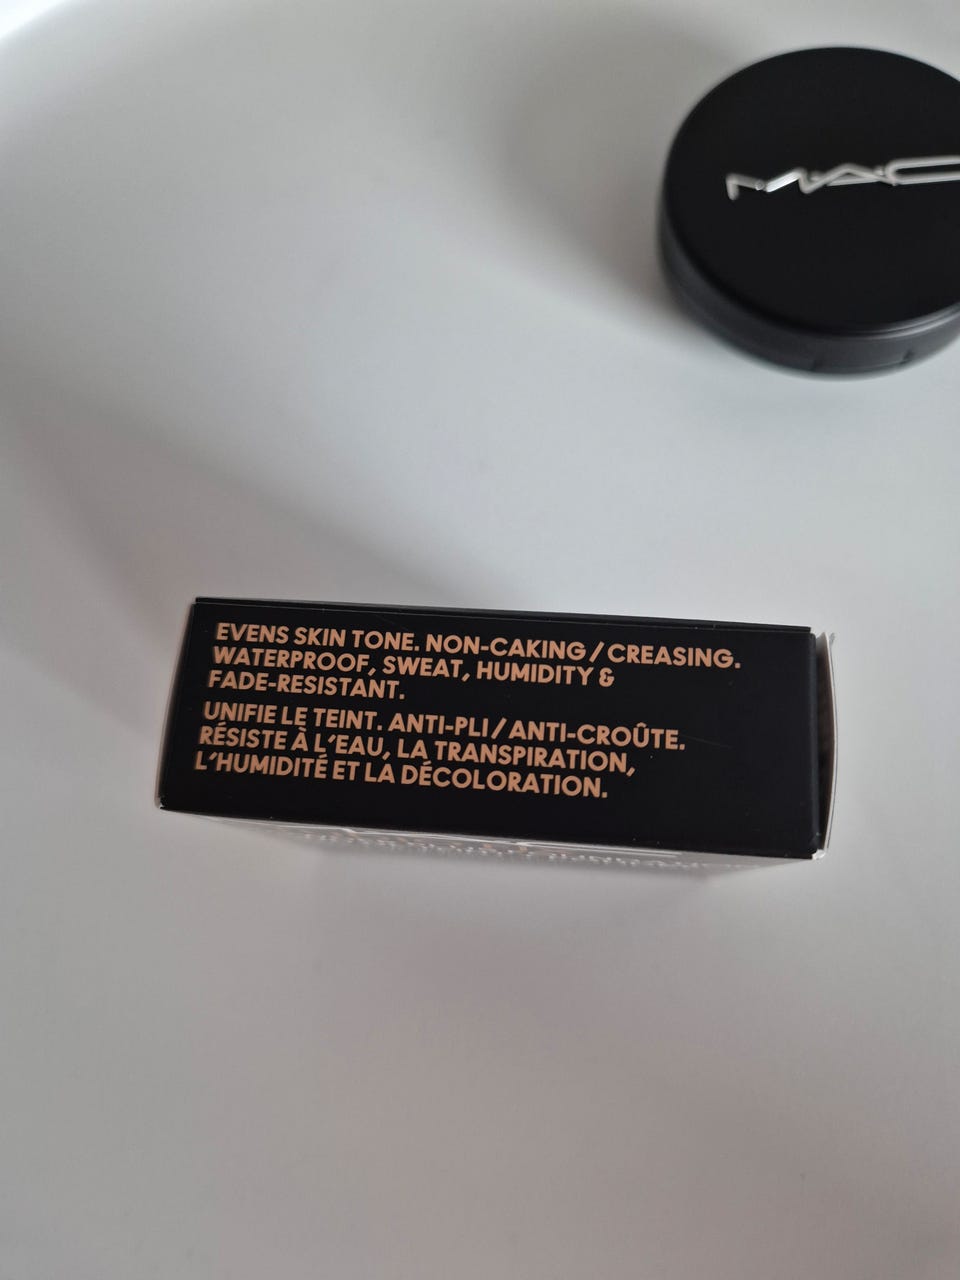 MAC
EVENS SKIN TONE. NON-CAKING / CREASING.
WATERPROOF, SWEAT, HUMIDITY &
FADE-RESISTANT.
UNIFIE LE TEINT. ANTI-PLI / ANTI-CROÛTE.
RÉSISTE À L'EAU, LA TRANSPIRATION,
L'HUMIDITÉ ET LA DÉCOLORATION.